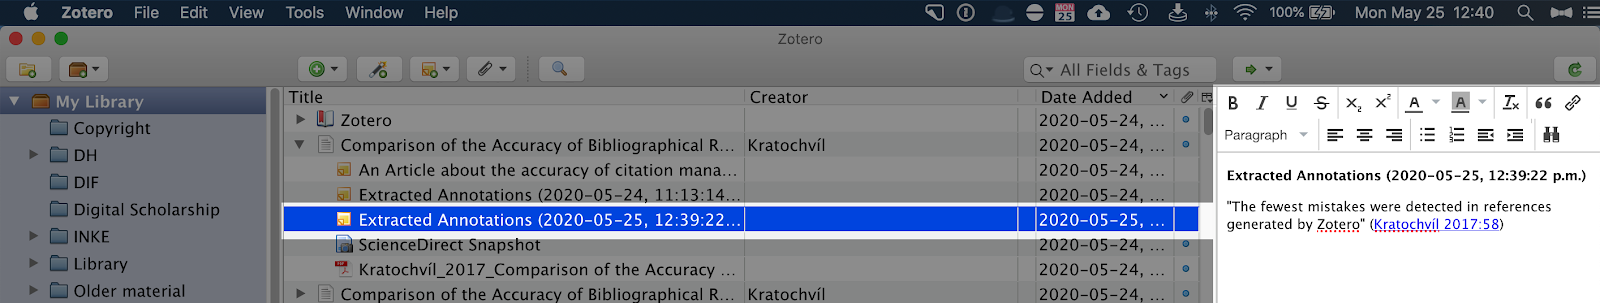 Zotero File Edit View Tools Window Help MON 25 100% Mon May 25 12:40
Zotero
All Fields & Tags
My Library
Copyright
DH
DIF
Digital Scholarship
INKE
Library
Older material
Title Creator Date Added
Zotero 2020-05-24, ...
Comparison of the Accuracy of Bibliographical R... Kratochvíl 2020-05-24, ...
An Article about the accuracy of citation mana... 2020-05-24, ...
Extracted Annotations (2020-05-24, 11:13:14... 2020-05-24, ...
Extracted Annotations (2020-05-25, 12:39:22... 2020-05-25, ...
ScienceDirect Snapshot 2020-05-24, ...
Kratochvíl_2017_Comparison of the Accuracy ... 2020-05-24, ...
Comparison of the Accuracy of Bibliographical R... Kratochvíl 2020-05-24, ...
B I U S X₂ X² A A Tx
Paragraph
Extracted Annotations (2020-05-25, 12:39:22 p.m.)
"The fewest mistakes were detected in references
generated by Zotero" (Kratochvíl 2017:58)